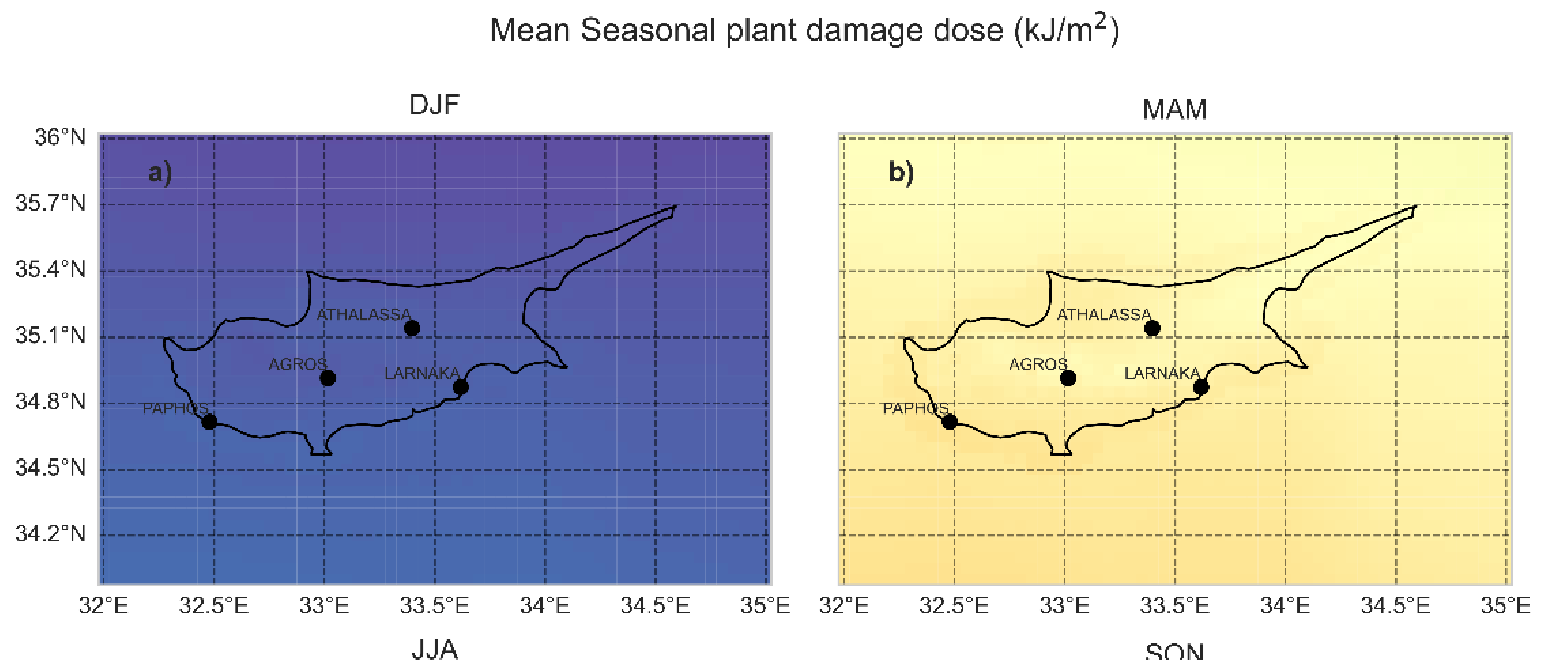 Mean Seasonal plant damage dose (kJ/m²)
DJF
MAM
36°N
35.7°N
35.4°N
35.1°N
34.8°N
34.5°N
34.2°N
a)
ATHALASSA
AGROS
LARNAKA
PAPHOS
b)
ATHALASSA
AGROS
LARNAKA
PAPHOS
32°E 32.5°E 33°E 33.5°E 34°E 34.5°E 35°E
32°E 32.5°E 33°E 33.5°E 34°E 34.5°E 35°E
JJA
SON